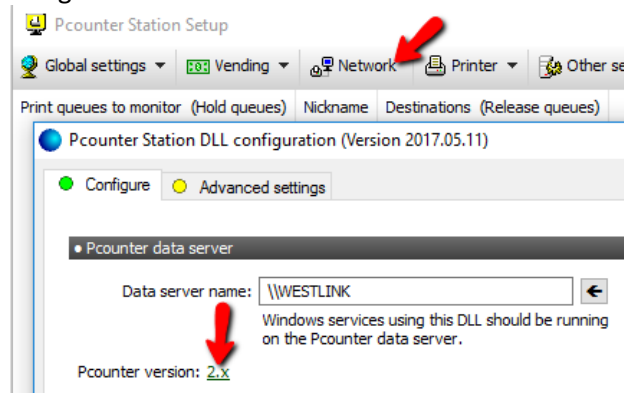 Pcounter Station Setup
Global settings Vending Network Printer Other se
Print queues to monitor (Hold queues) Nickname Destinations (Release queues)
Pcounter Station DLL configuration (Version 2017.05.11)
Configure Advanced settings
• Pcounter data server
Data server name: \\WESTLINK
Windows services using this DLL should be running
on the Pcounter data server.
Pcounter version: 2.x